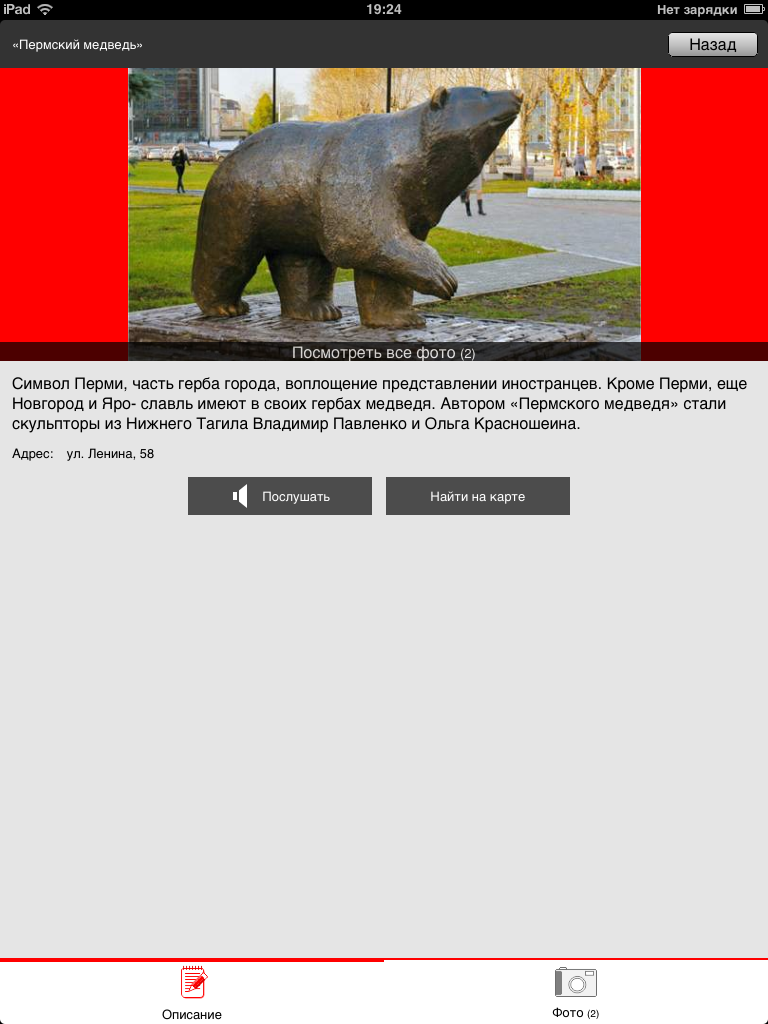 iPad 19:24 Нет зарядки
«Пермский медведь» Назад
Посмотреть все фото (2)
Символ Перми, часть герба города, воплощение представлении иностранцев. Кроме Перми, еще
Новгород и Яро- славль имеют в своих гербах медведя. Автором «Пермского медведя» стали
скульпторы из Нижнего Тагила Владимир Павленко и Ольга Красношеина.
Адрес: ул. Ленина, 58
Послушать Найти на карте
Описание Фото (2)